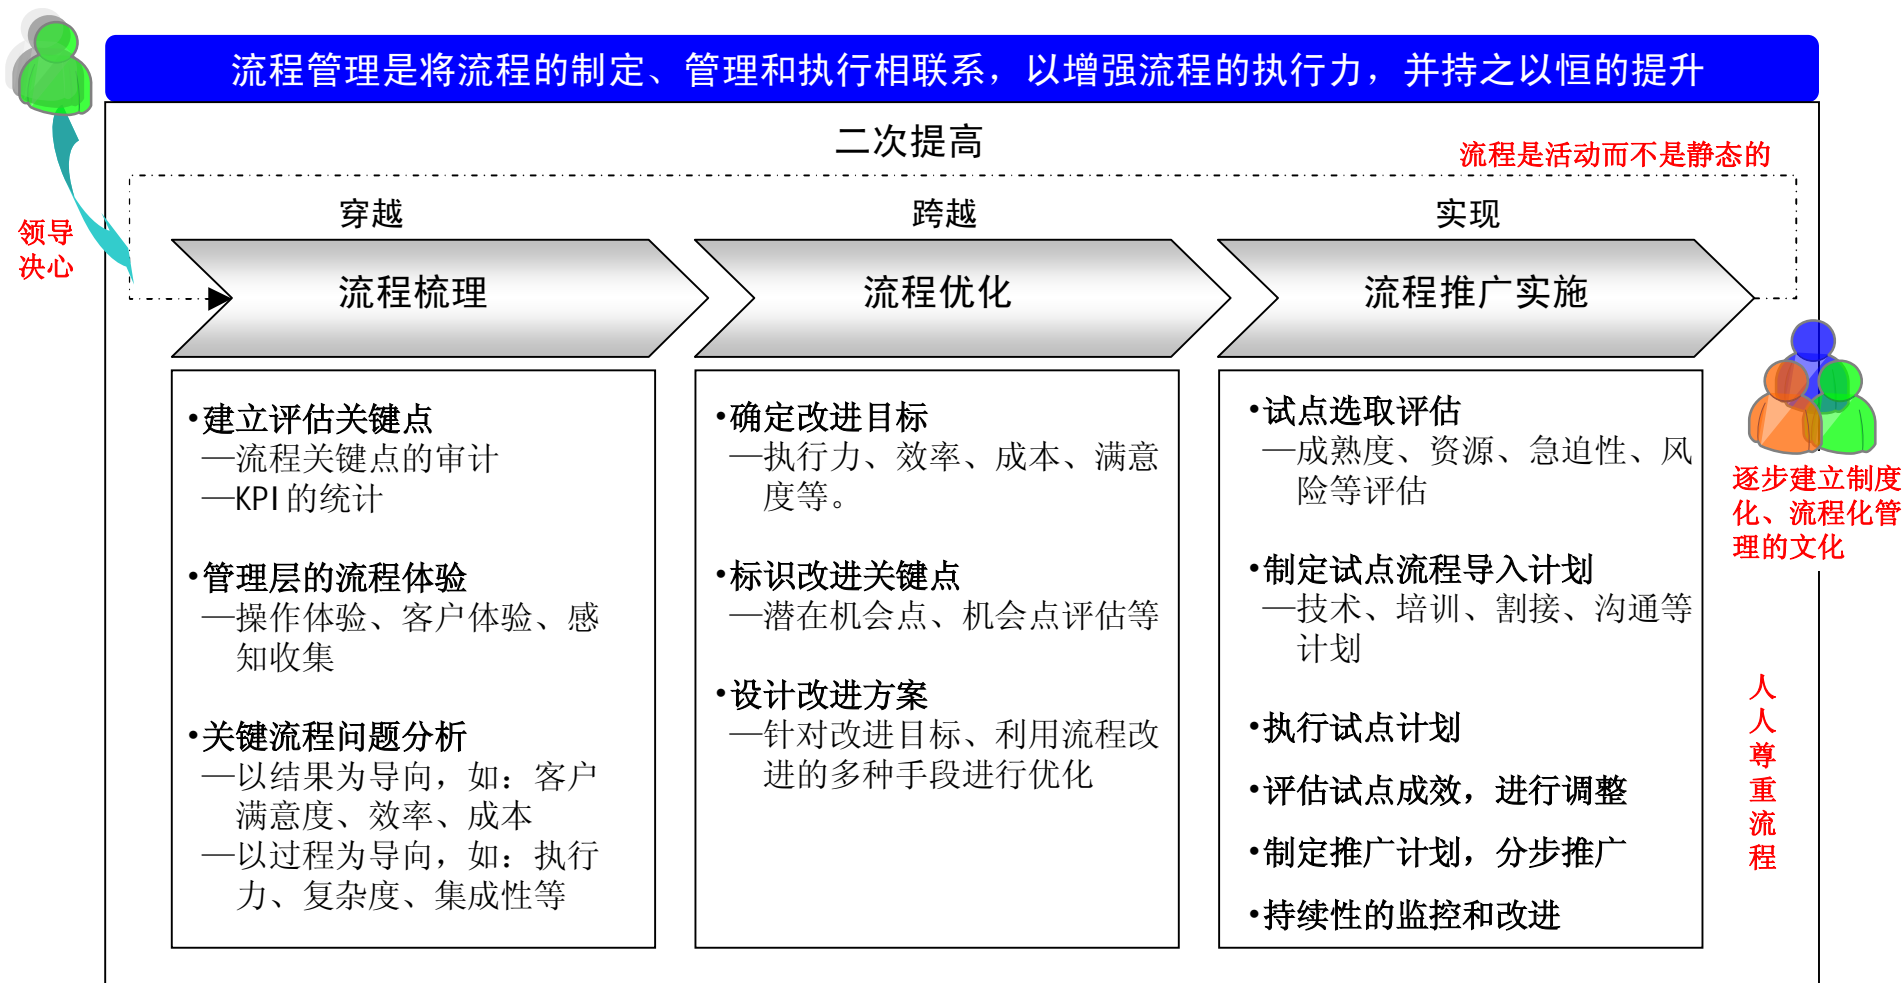 流程管理是将流程的制定、管理和执行相联系，以增强流程的执行力，并持之以恒的提升
二次提高
流程是活动而不是静态的
领导
决心
穿越
跨越
实现
流程梳理
流程优化
流程推广实施
•建立评估关键点
—流程关键点的审计
—KPI的统计
•管理层的流程体验
—操作体验、客户体验、感
知收集
•关键流程问题分析
—以结果为导向，如：客户
满意度、效率、成本
—以过程为导向，如：执行
力、复杂度、集成性等
•确定改进目标
—执行力、效率、成本、满意
度等。
•标识改进关键点
—潜在机会点、机会点评估等
•设计改进方案
—针对改进目标、利用流程改
进的多种手段进行优化
•试点选取评估
—成熟度、资源、急迫性、风
险等评估
•制定试点流程导入计划
—技术、培训、割接、沟通等
计划
•执行试点计划
•评估试点成效，进行调整
•制定推广计划，分步推广
•持续性的监控和改进
逐步建立制度
化、流程化管
理的文化
人
人
尊
重
流
程